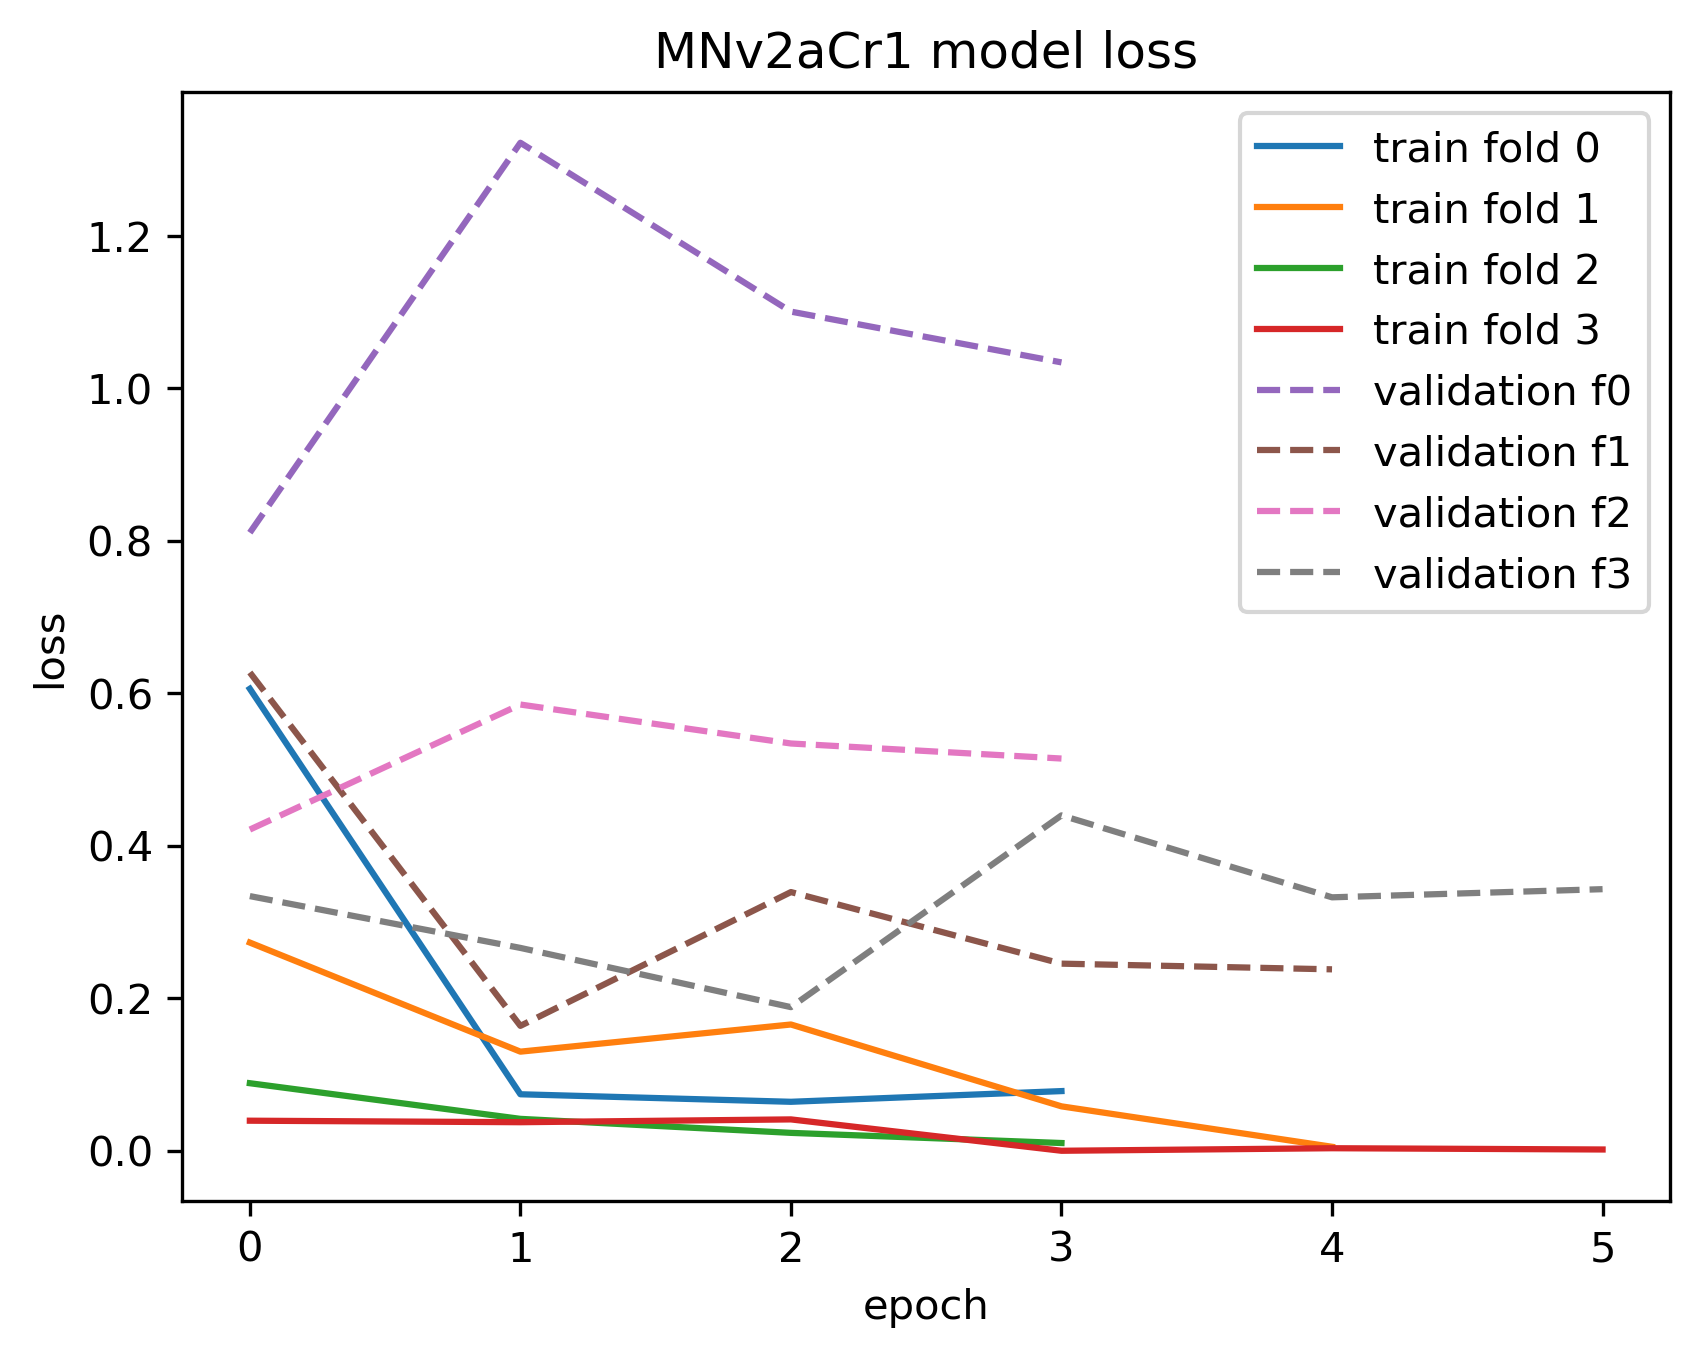 MNv2aCr1 model loss
train fold 0
train fold 1
train fold 2
train fold 3
validation f0
validation f1
validation f2
validation f3
1.2
1.0
0.8
0.6
0.4
0.2
0.0
loss
0 1 2 3 4 5
epoch